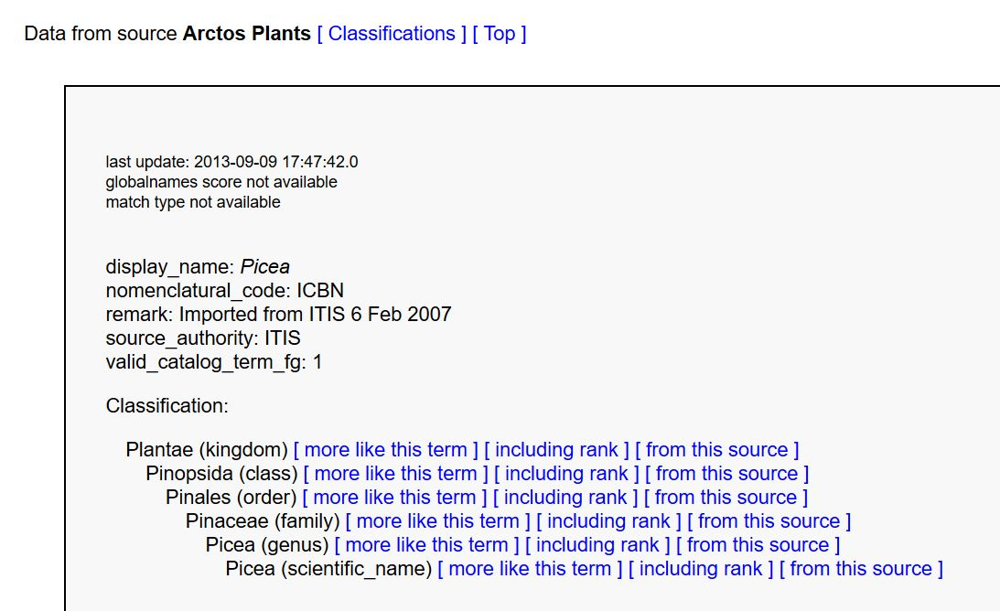 Data from source Arctos Plants [ Classifications ] [ Top ]
last update: 2013-09-09 17:47:42.0
globalnames score not available
match type not available
display_name: Picea
nomenclatural_code: ICBN
remark: Imported from ITIS 6 Feb 2007
source_authority: ITIS
valid_catalog_term_fg: 1
Classification:
Plantae (kingdom) [ more like this term ] [ including rank ] [ from this source ]
Pinopsida (class) [ more like this term ] [ including rank ] [ from this source ]
Pinales (order) [ more like this term ] [ including rank ] [ from this source ]
Pinaceae (family) [ more like this term ] [ including rank ] [ from this source ]
Picea (genus) [ more like this term ] [ including rank ] [ from this source ]
Picea (scientific_name) [ more like this term ] [ including rank ] [ from this source ]